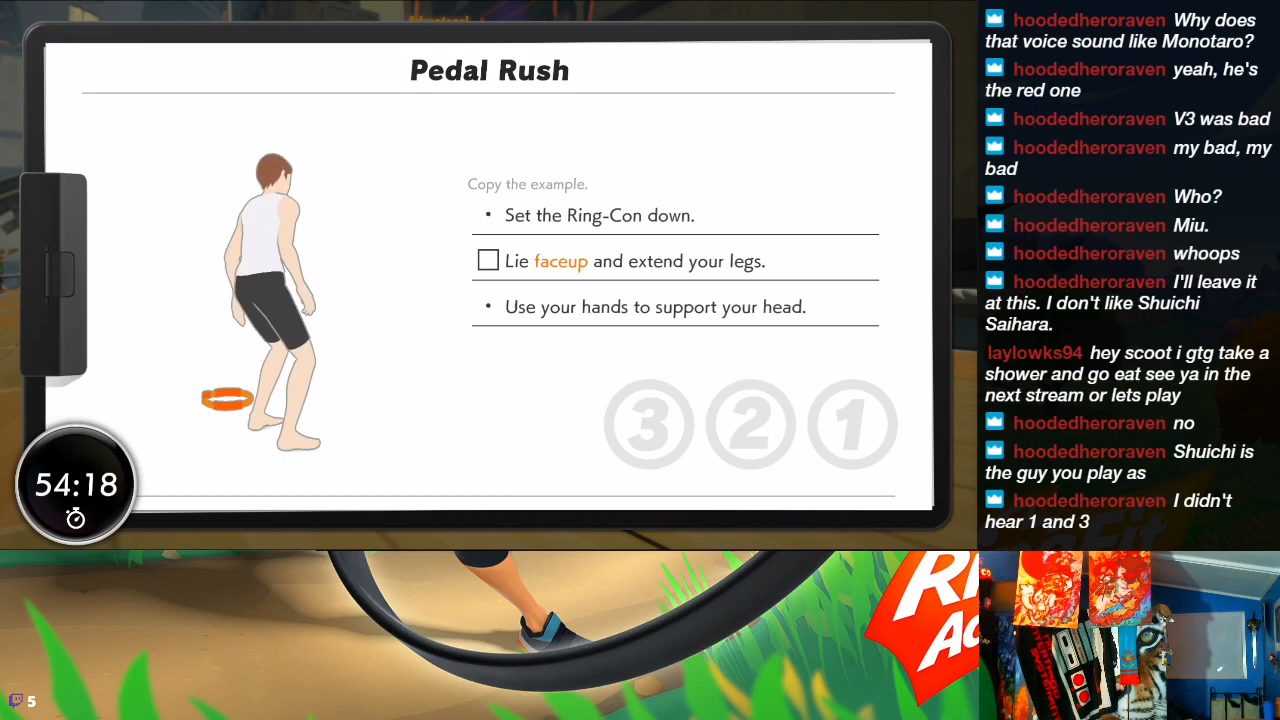 Pedal Rush
Copy the example.
• Set the Ring-Con down.
Lie faceup and extend your legs.
• Use your hands to support your head.
3 2 1
54:18
hoodedheroraven Why does
that voice sound like Monotaro?
hoodedheroraven yeah, he's
the red one
hoodedheroraven V3 was bad
hoodedheroraven my bad, my
bad
hoodedheroraven Who?
hoodedheroraven Miu.
hoodedheroraven whoops
hoodedheroraven I'll leave it
at this. I don't like Shuichi
Saihara.
laylowks94 hey scoot i gtg take a
shower and go eat see ya in the
next stream or lets play
hoodedheroraven no
hoodedheroraven Shuichi is
the guy you play as
hoodedheroraven I didn't
hear 1 and 3
5